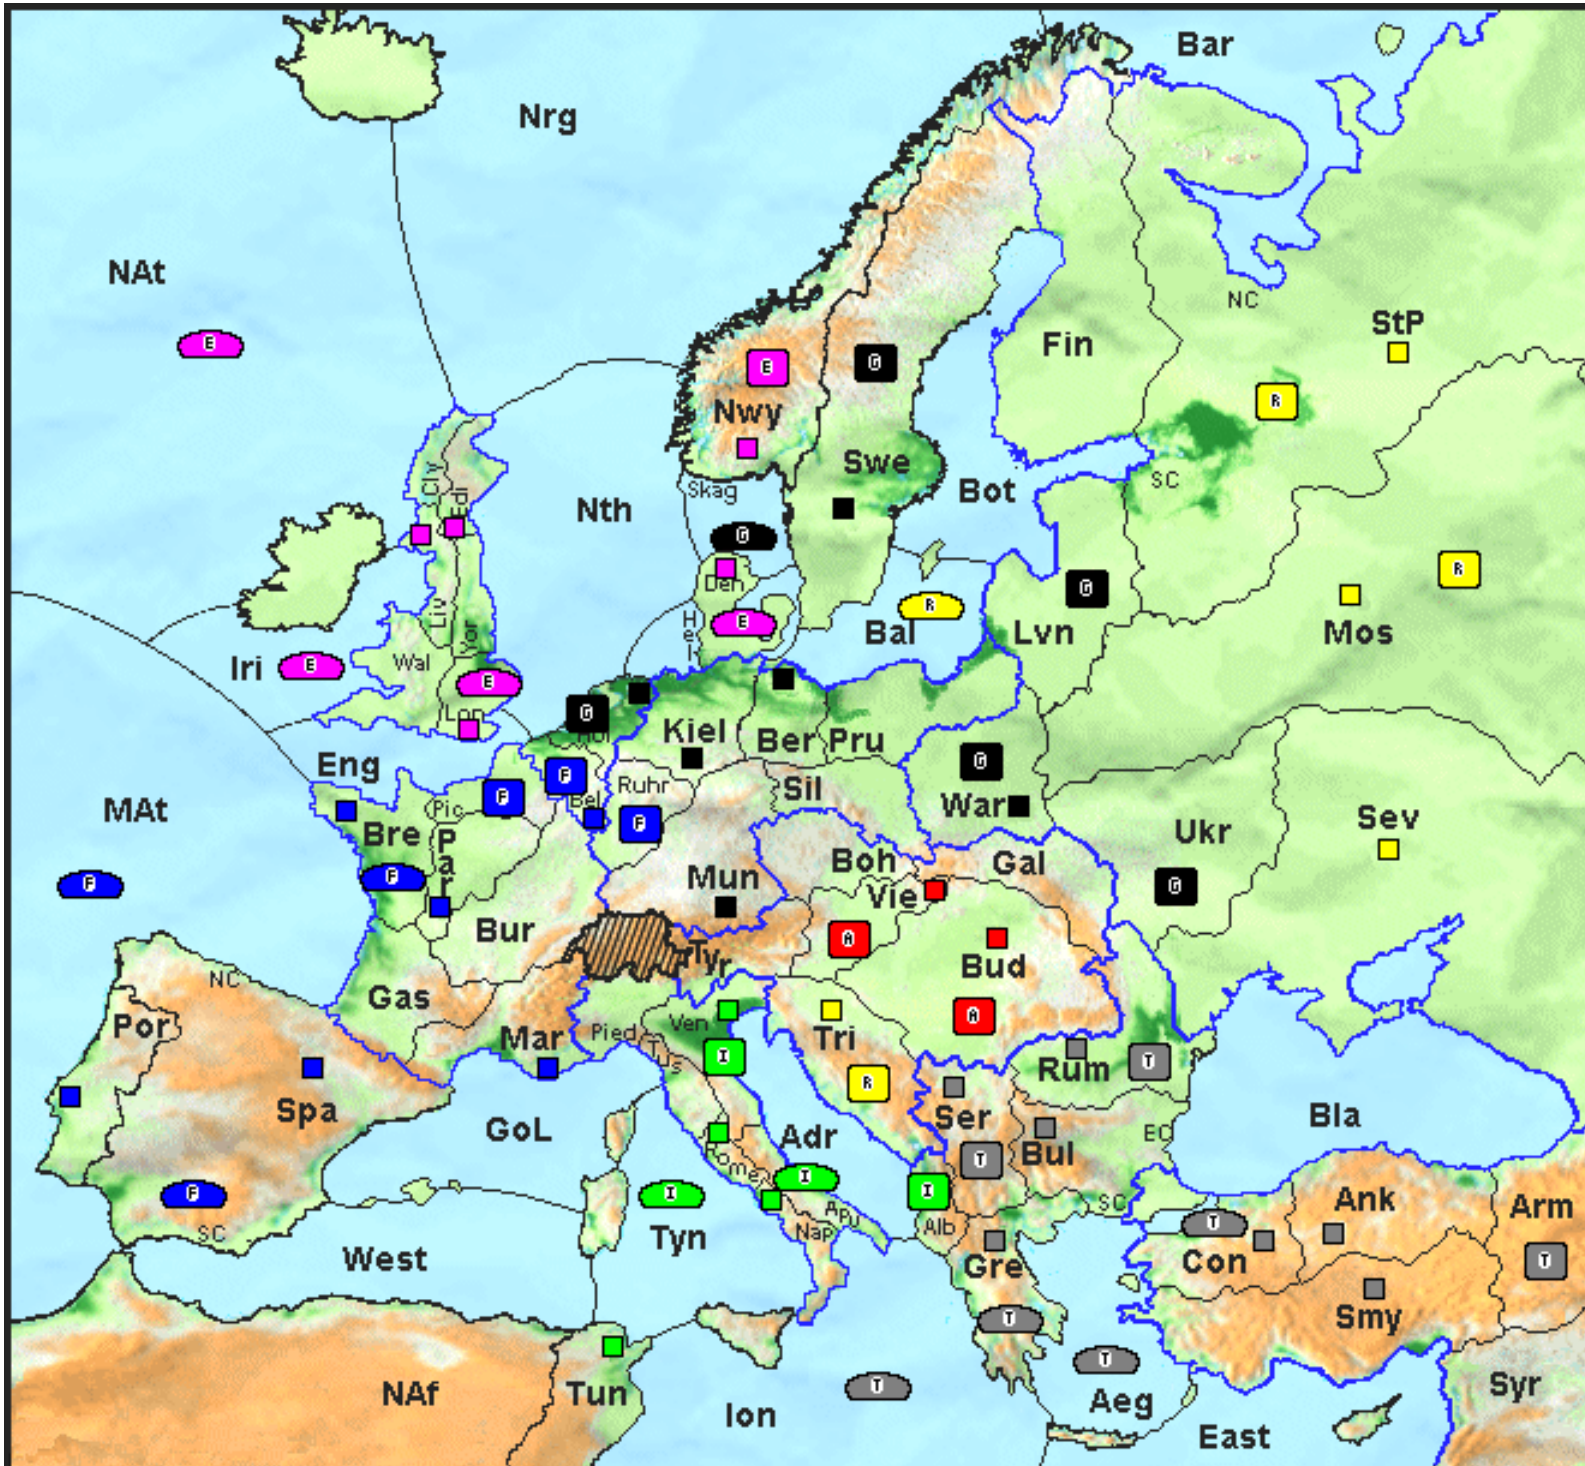 Bar
Nrg
NAt
E
NC
StP
Fin
E
G
R
Nwy
Swe
Cly
Edi
SC
Skag
Bot
Nth
G
R
Den
G
Hel
E
R
Bal
Lvn
Mos
Liv
Yor
Iri
E
Wal
E
Lon
G
Hol
Kiel
Ber
Pru
G
Eng
F
F
Ruhr
Sil
Pic
Bel
War
MAt
Bre
Par
F
Ukr
Sev
Boh
Gal
F
F
Mun
Vie
G
Bur
A
Tyr
Bud
NC
Gas
Por
Mar
Pied
Ven
Tri
A
Tus
I
Rum
T
R
Spa
Ser
GoL
Adr
Bla
EC
Bul
Rome
T
F
I
I
I
Ank
SC
Apu
SC
Arm
Nap
Alb
T
West
Tyn
Gre
Con
T
T
Smy
T
T
NAf
Tun
Ion
Aeg
Syr
East